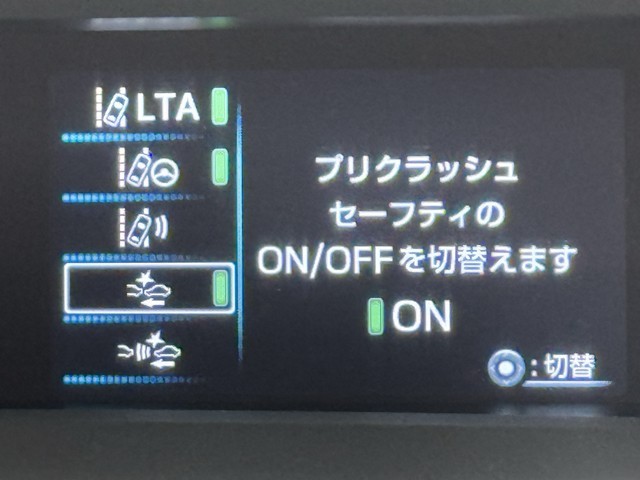 LTA
プリクラッシュ
セーフティの
ON/OFFを切替えます
ON
:切替